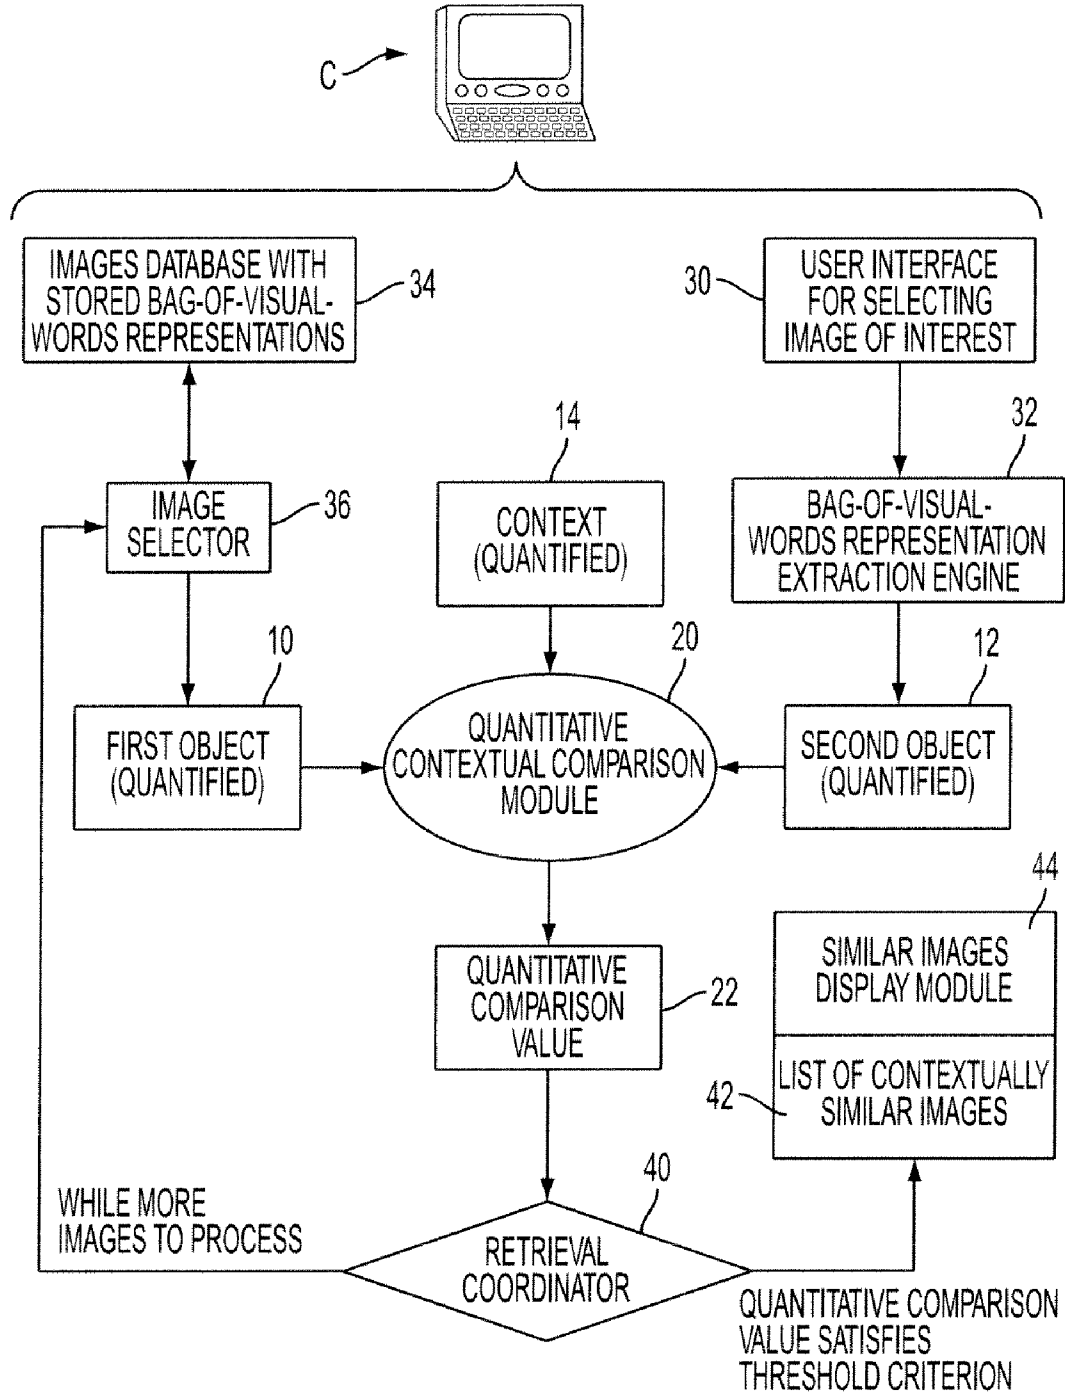 C
IMAGES DATABASE WITH
STORED BAG-OF-VISUAL-
WORDS REPRESENTATIONS
34
30
USER INTERFACE
FOR SELECTING
IMAGE OF INTEREST
14
32
IMAGE
SELECTOR
36
CONTEXT
(QUANTIFIED)
BAG-OF-VISUAL-
WORDS REPRESENTATION
EXTRACTION ENGINE
10
20
12
FIRST OBJECT
(QUANTIFIED)
QUANTITATIVE
CONTEXTUAL COMPARISON
MODULE
SECOND OBJECT
(QUANTIFIED)
44
QUANTITATIVE
COMPARISON
VALUE
22
SIMILAR IMAGES
DISPLAY MODULE
42
LIST OF CONTEXTUALLY
SIMILAR IMAGES
40
WHILE MORE
IMAGES TO PROCESS
RETRIEVAL
COORDINATOR
QUANTITATIVE COMPARISON
VALUE SATISFIES
THRESHOLD CRITERION